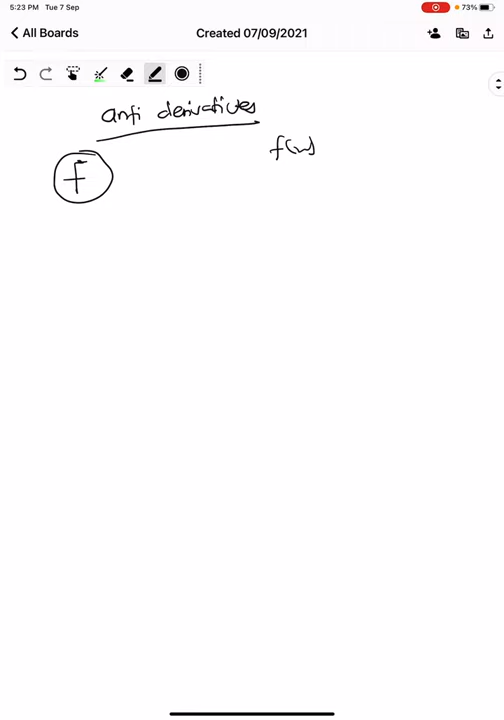 5:23 PM Tue 7 Sep 73%
All Boards Created 07/09/2021
anti derivatives
f(x)
f